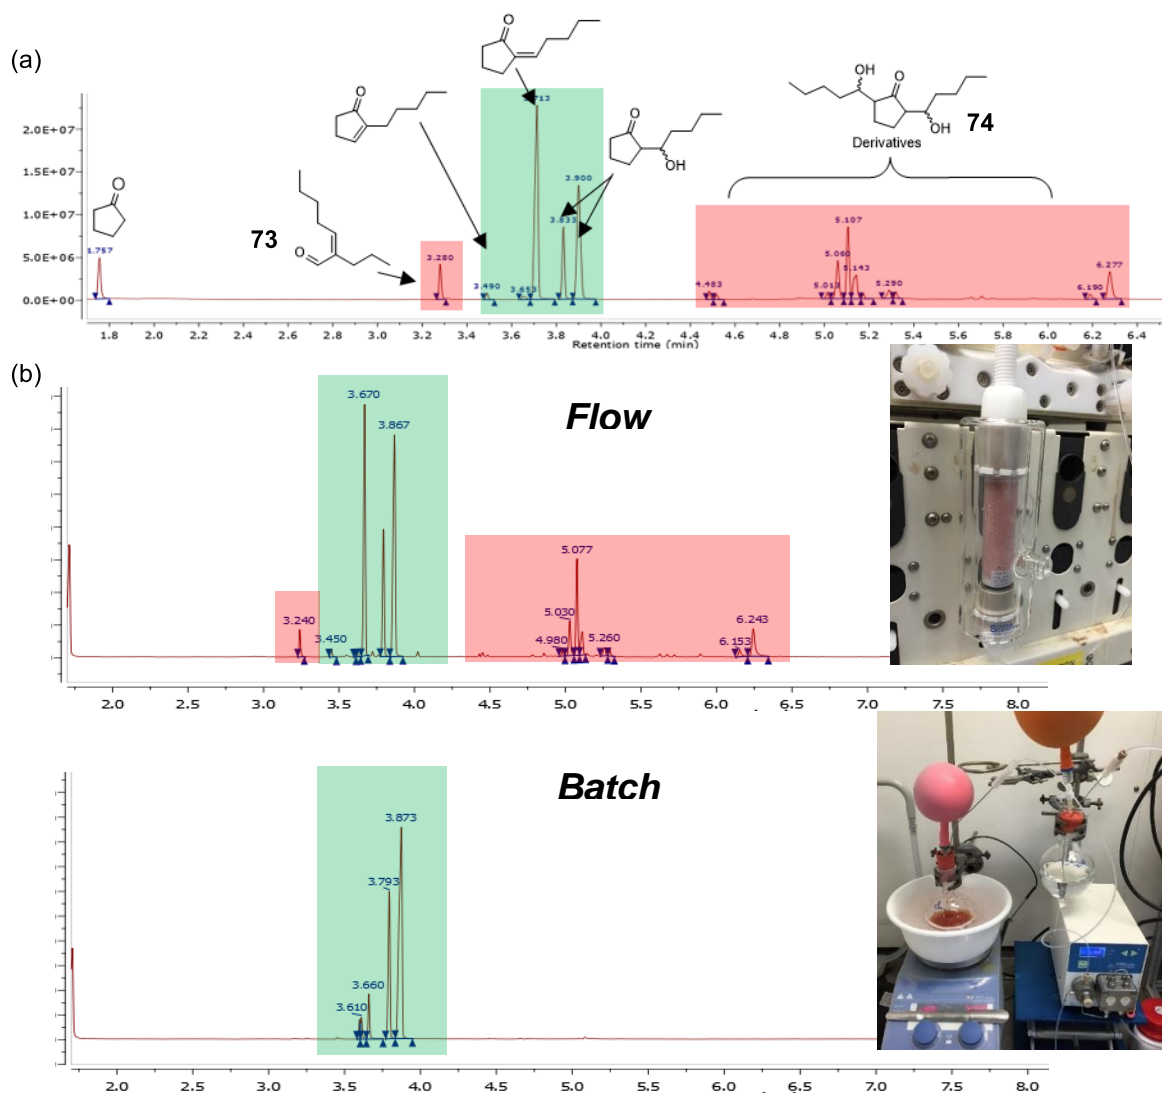 (a)
O
O
O
OH
O
OH
74
Derivatives
O
OH
73
O
2.0E+07
1.5E+07
1.0E+07
5.0E+06
0.0E+00
1.757
3.280
3.490
3.653
3.833
3.900
4.483
5.013
5.060
5.107
5.143
5.290
6.190
6.277
1.8 2.0 2.2 2.4 2.6 2.8 3.0 3.2 3.4 3.6 3.8 4.0 4.2 4.4 4.6 4.8 5.0 5.2 5.4 5.6 5.8 6.0 6.2 6.4
Retention time (min)
(b)
Flow
3.240
3.450
3.670
3.867
4.980
5.030
5.077
5.260
6.153
6.243
2.0 2.5 3.0 3.5 4.0 4.5 5.0 5.5 6.0 6.5 7.0 7.5 8.0
Batch
3.610
3.660
3.793
3.873
2.0 2.5 3.0 3.5 4.0 4.5 5.0 5.5 6.0 6.5 7.0 7.5 8.0